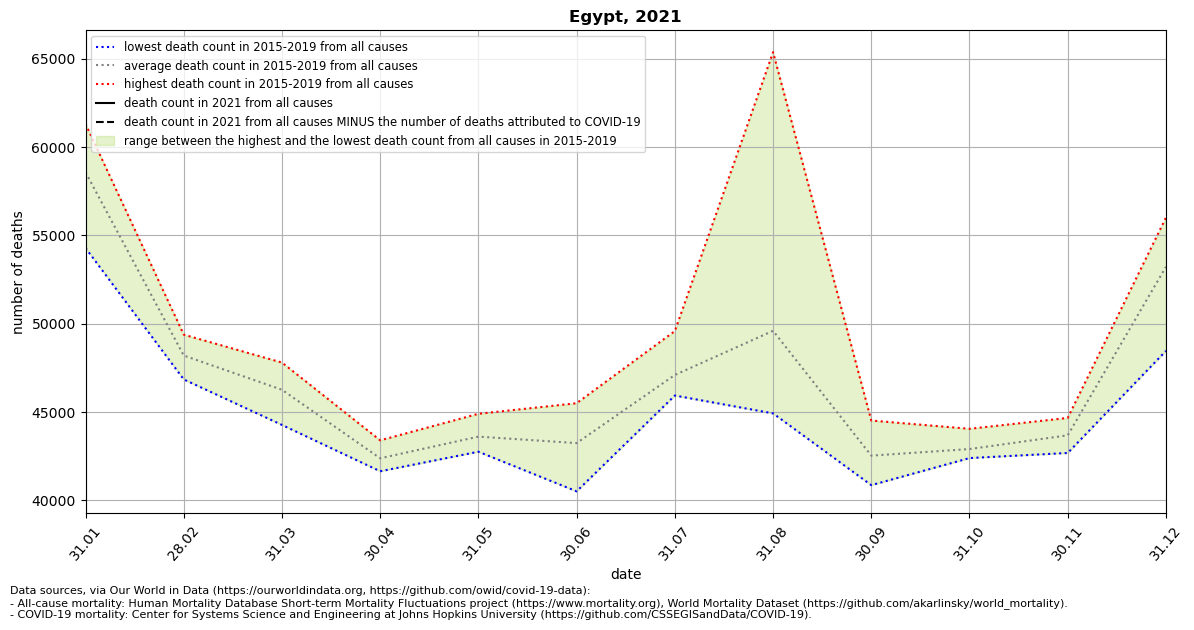 Egypt, 2021
lowest death count in 2015-2019 from all causes
average death count in 2015-2019 from all causes
highest death count in 2015-2019 from all causes
death count in 2021 from all causes
death count in 2021 from all causes MINUS the number of deaths attributed to COVID-19
range between the highest and the lowest death count from all causes in 2015-2019
65000
60000
55000
50000
45000
40000
number of deaths
31.01
28.02
31.03
30.04
31.05
30.06
31.07
31.08
30.09
31.10
30.11
31.12
date
Data sources, via Our World in Data (https://ourworldindata.org, https://github.com/owid/covid-19-data):
- All-cause mortality: Human Mortality Database Short-term Mortality Fluctuations project (https://www.mortality.org), World Mortality Dataset (https://github.com/akarlinsky/world_mortality).
- COVID-19 mortality: Center for Systems Science and Engineering at Johns Hopkins University (https://github.com/CSSEGISandData/COVID-19).